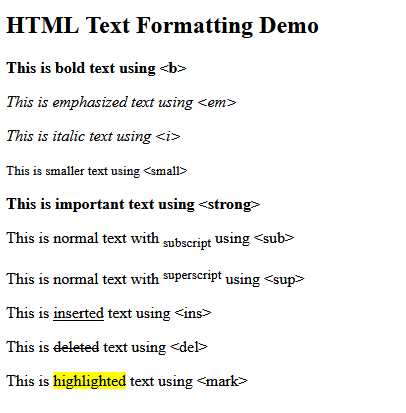 HTML Text Formatting Demo
This is bold text using <b>
This is emphasized text using <em>
This is italic text using <i>
This is smaller text using <small>
This is important text using <strong>
This is normal text with subscript using <sub>
This is normal text with superscript using <sup>
This is inserted text using <ins>
This is deleted text using <del>
This is highlighted text using <mark>